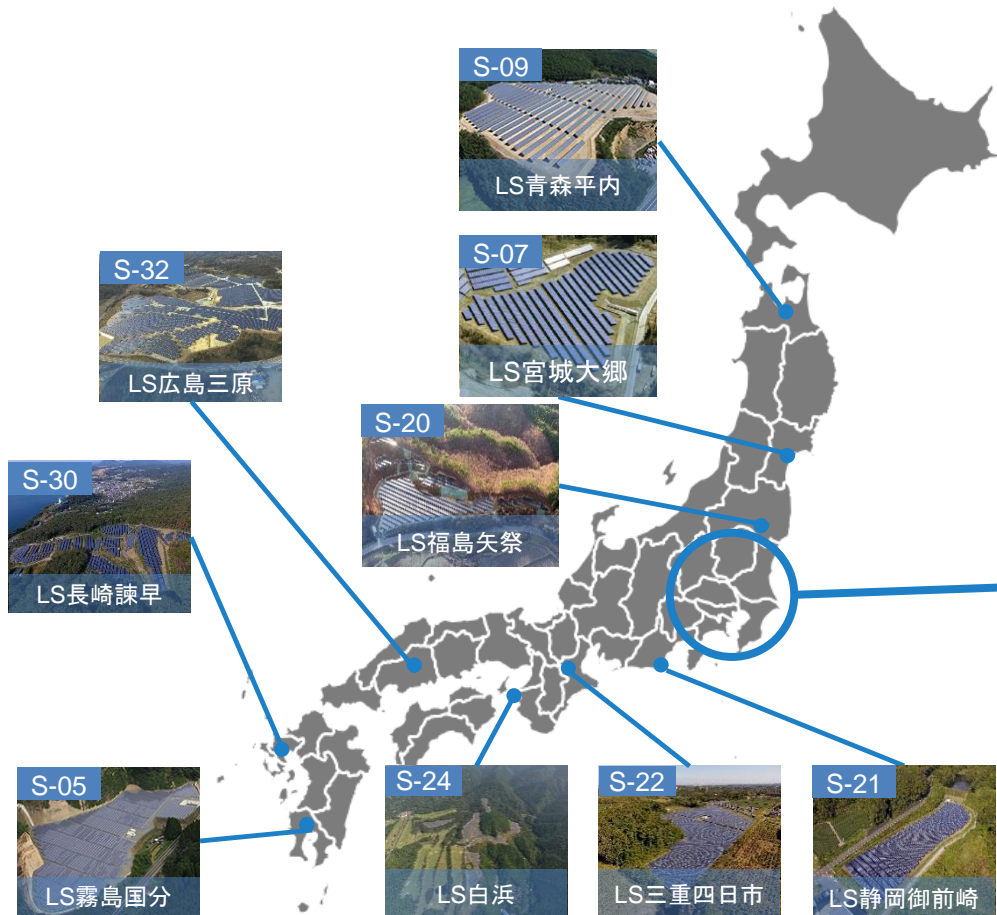 S-09
LS青森平内
S-07
LS宮城大郷
S-32
LS広島三原
S-20
LS福島矢祭
S-30
LS長崎諫早
S-05
LS霧島国分
S-24
LS白浜
S-22
LS三重四日市
S-21
LS静岡御前崎